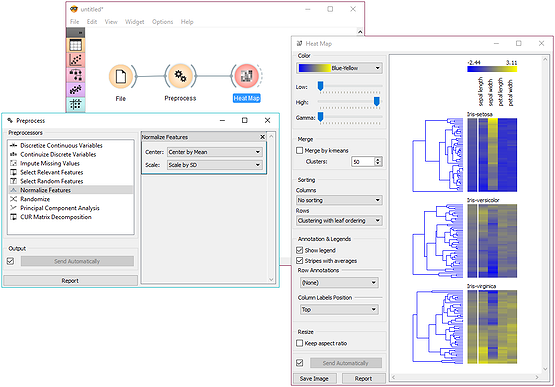 untitled*
File Edit View Widget Options Help
File
Preprocess
Heat Map
Preprocess
Preprocessors
Discretize Continuous Variables
Continuize Discrete Variables
Impute Missing Values
Select Relevant Features
Select Random Features
Normalize Features
Randomize
Principal Component Analysis
CUR Matrix Decomposition
Output
Send Automatically
Report
Normalize Features
Center: Center by Mean
Scale: Scale by SD
Heat Map
Color
Blue-Yellow
Low:
High:
Gamma:
Merge
Merge by k-means
Clusters: 50
Sorting
Columns
No sorting
Rows
Clustering with leaf ordering
Annotation & Legends
Show legend
Stripes with averages
Row Annotations
(None)
Column Labels Position
Top
Resize
Keep aspect ratio
Send Automatically
Save Image Report
-2.44 3.11
sepal length
sepal width
petal length
petal width
Iris-setosa
Iris-versicolor
Iris-virginica